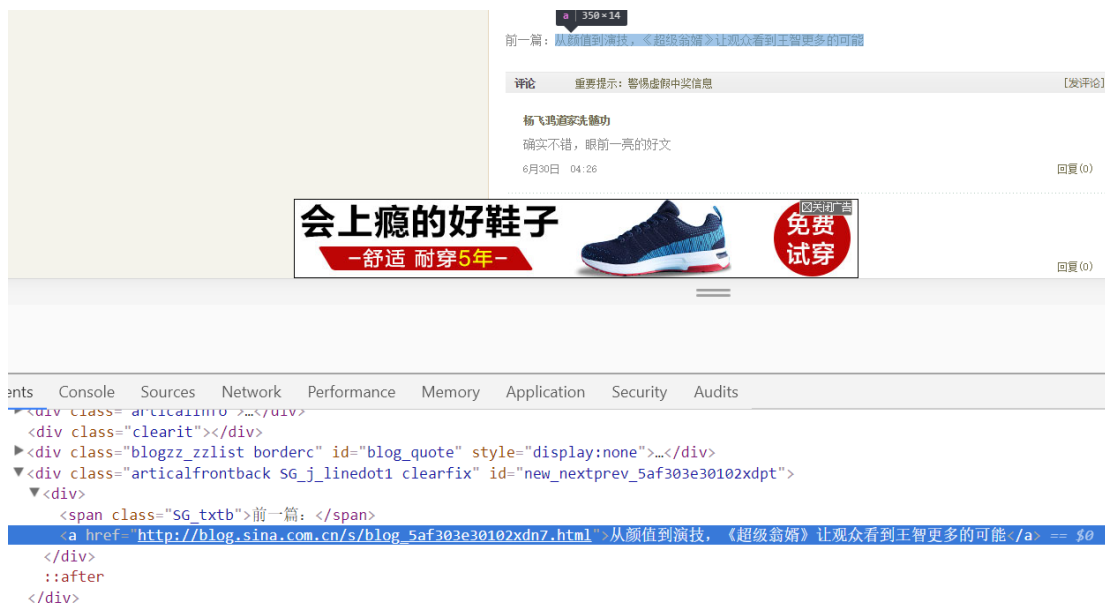 a | 350×14
前一篇：从颜值到演技，《超级翁婿》让观众看到王智更多的可能
评论 重要提示：警惕虚假中奖信息 [发评论]
杨飞鸿道家洗髓功
确实不错，眼前一亮的好文
6月30日 04:26 回复(0)
会上瘾的好鞋子
-舒适 耐穿5年-
免费
试穿
关闭广告
回复(0)
ents Console Sources Network Performance Memory Application Security Audits
▶<div class="articalinfo">…</div>
<div class="clearit"></div>
▶<div class="blogzz_zzlist borderc" id="blog_quote" style="display:none">…</div>
▼<div class="articalfrontback SG_j_linedot1 clearfix" id="new_nextprev_5af303e30102xdpt">
▼<div>
<span class="SG_txtb">前一篇：</span>
<a href="http://blog.sina.com.cn/s/blog_5af303e30102xdn7.html">从颜值到演技，《超级翁婿》让观众看到王智更多的可能</a> == $0
</div>
::after
</div>